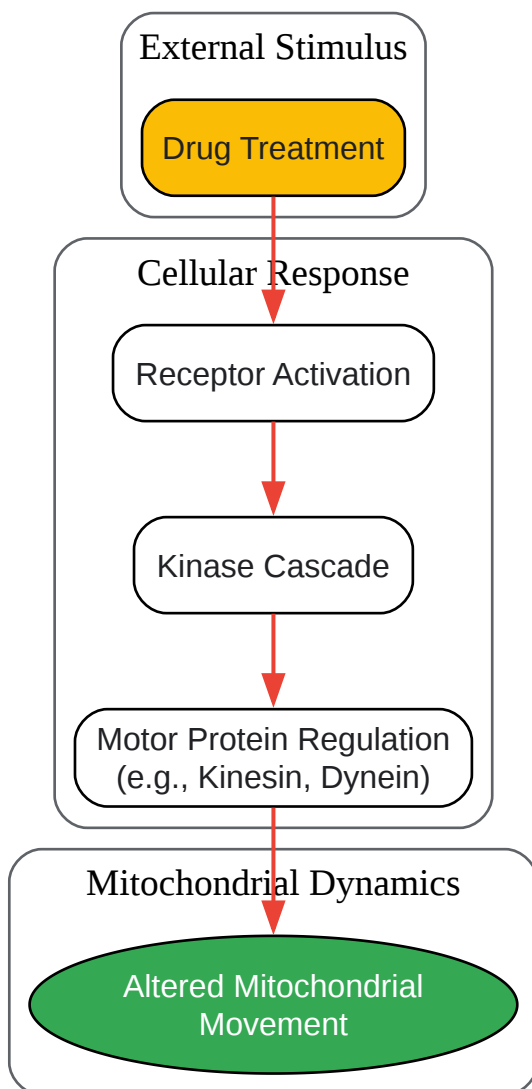 External Stimulus
Drug Treatment
Cellular Response
Receptor Activation
Kinase Cascade
Motor Protein Regulation
(e.g., Kinesin, Dynein)
Mitochondrial Dynamics
Altered Mitochondrial
Movement